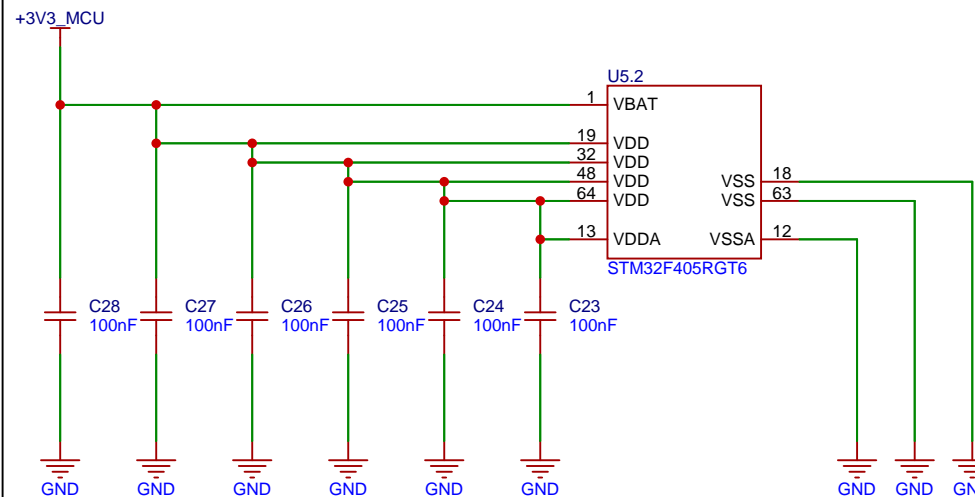 +3V3_MCU
U5.2
1 VBAT
19 VDD
32 VDD
48 VDD VSS 18
64 VDD VSS 63
13 VDDA VSSA 12
STM32F405RGT6
C28 C27 C26 C25 C24 C23
100nF 100nF 100nF 100nF 100nF 100nF
GND GND GND GND GND GND GND GND GN